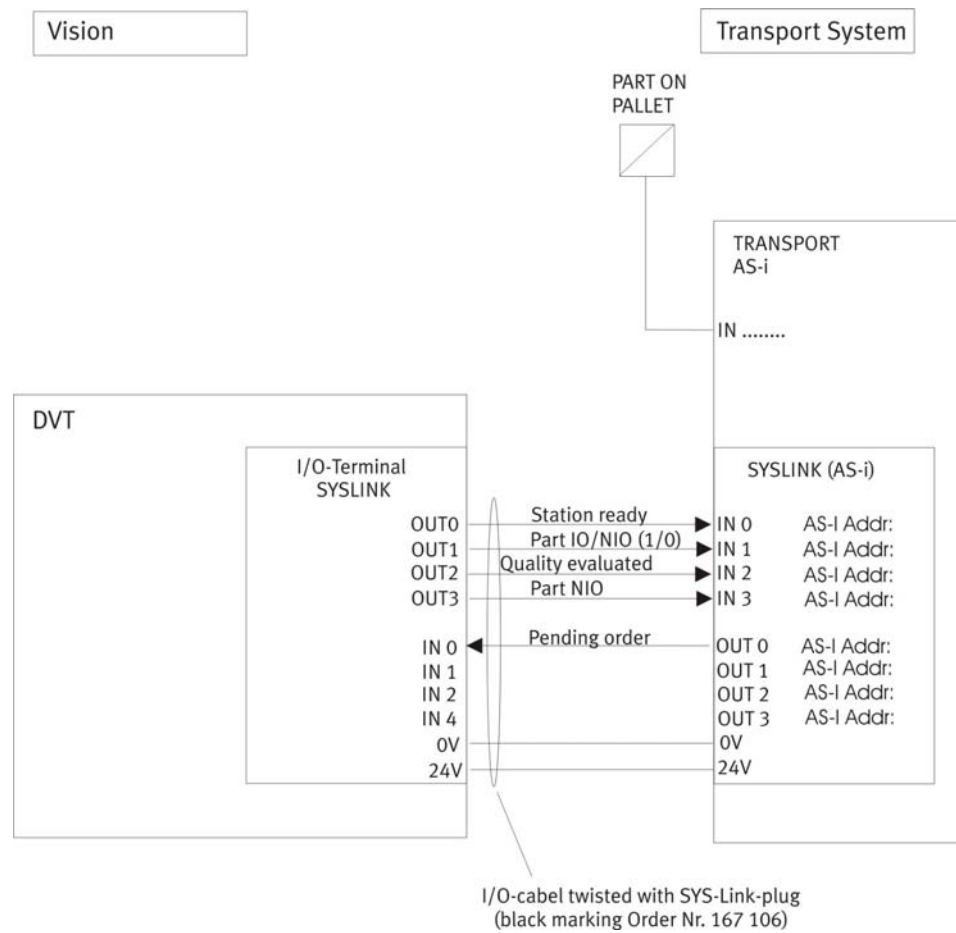 Vision
Transport System
PART ON
PALLET
TRANSPORT
AS-i
IN ........
DVT
I/O-Terminal
SYSLINK
SYSLINK (AS-i)
OUT0 Station ready IN 0 AS-I Addr:
OUT1 Part IO/NIO (1/0) IN 1 AS-I Addr:
OUT2 Quality evaluated IN 2 AS-I Addr:
OUT3 Part NIO IN 3 AS-I Addr:
IN 0 Pending order OUT 0 AS-I Addr:
IN 1 OUT 1 AS-I Addr:
IN 2 OUT 2 AS-I Addr:
IN 4 OUT 3 AS-I Addr:
0V 0V
24V 24V
I/O-cabel twisted with SYS-Link-plug
(black marking Order Nr. 167 106)